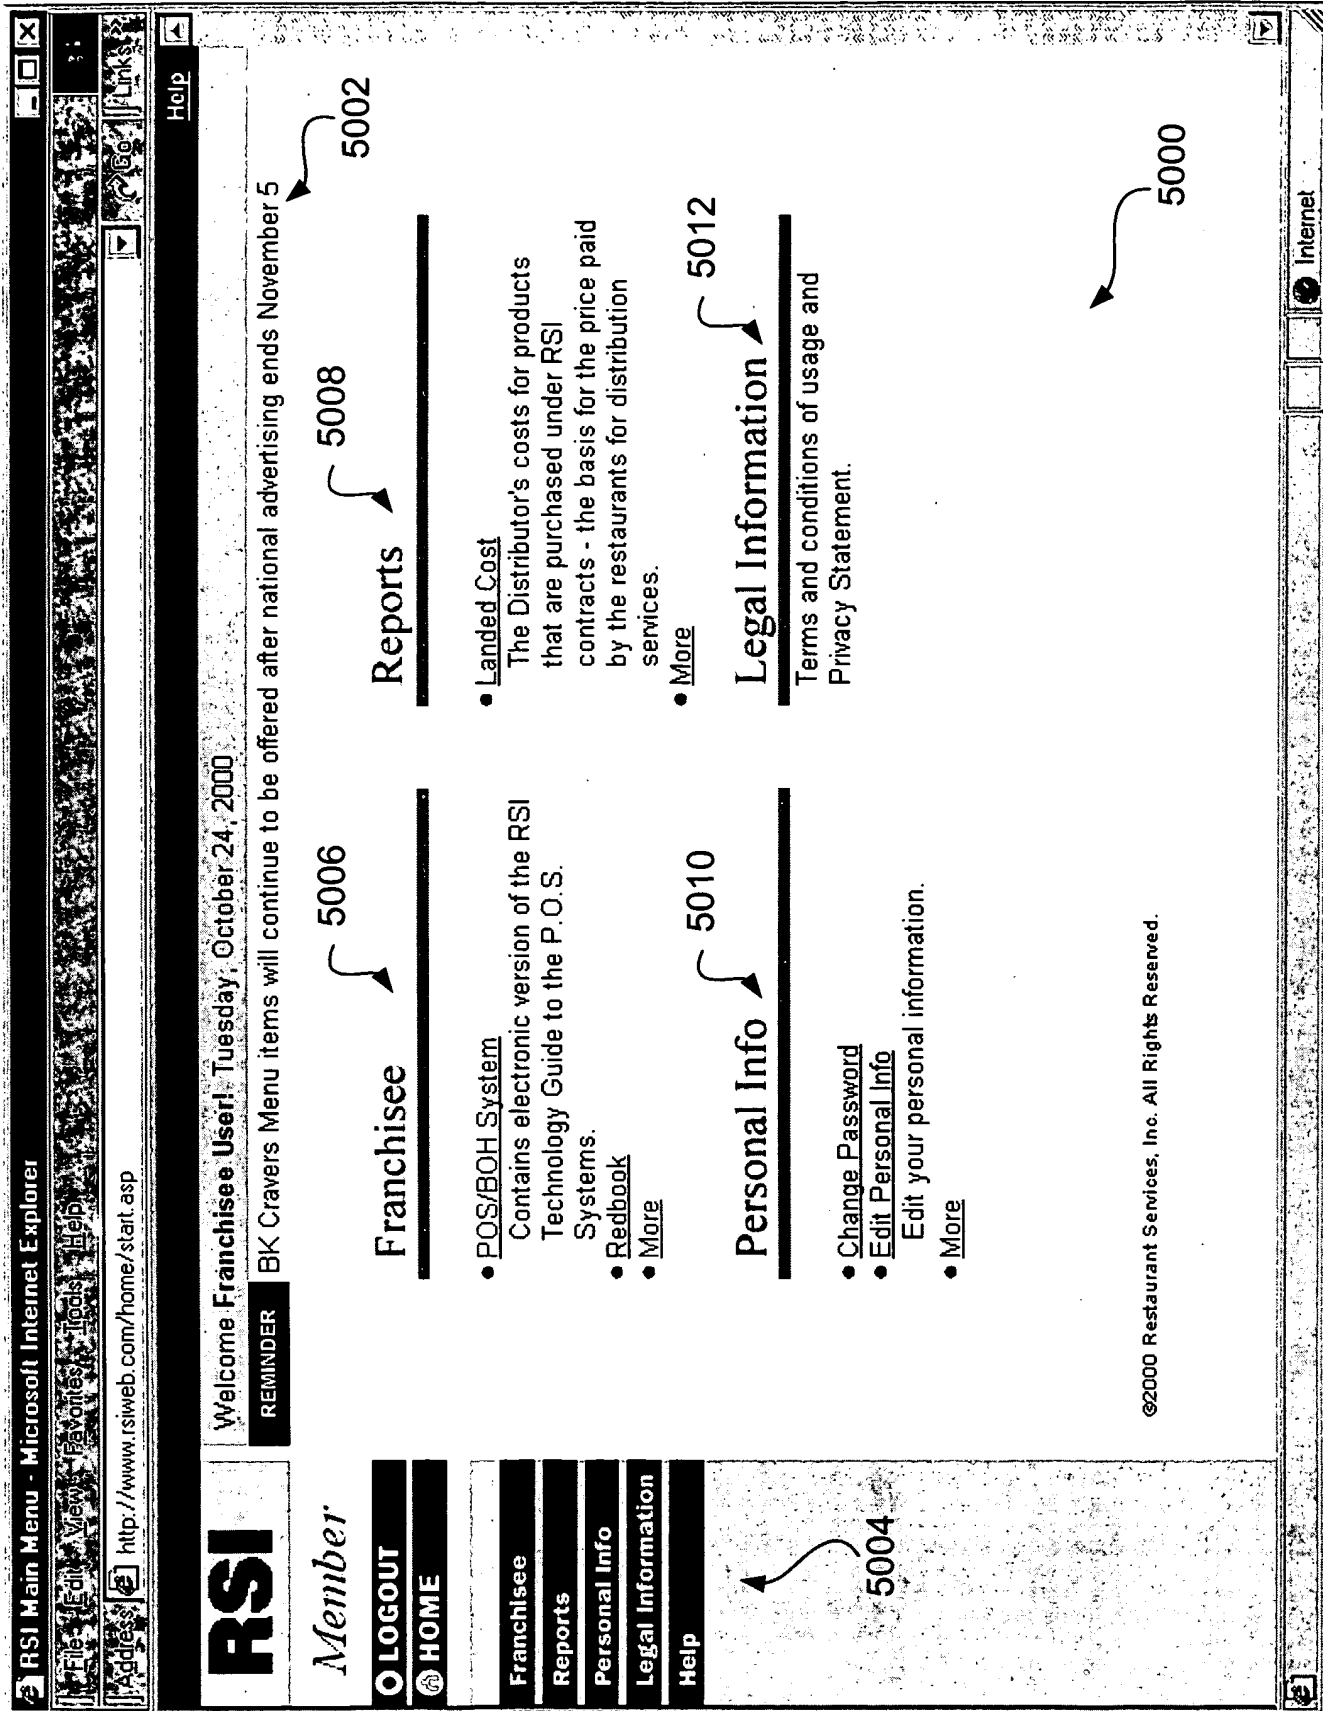 RSI Main Menu - Microsoft Internet Explorer
File Edit View Favorites Tools Help
Address http://www.rsiweb.com/home/start.asp Go Links »
Help
RSI
Welcome Franchisee User! Tuesday, October 24, 2000
REMINDER BK Cravers Menu items will continue to be offered after national advertising ends November 5
5002
Member
LOGOUT
HOME
Franchisee
Reports
Personal Info
Legal Information
Help
5004
Franchisee
5006
• POS/BOH System
Contains electronic version of the RSI
Technology Guide to the P.O.S.
Systems.
• Redbook
• More
Reports
5008
• Landed Cost
The Distributor's costs for products
that are purchased under RSI
contracts - the basis for the price paid
by the restaurants for distribution
services.
• More
Personal Info
5010
• Change Password
• Edit Personal Info
Edit your personal information.
• More
Legal Information
5012
Terms and conditions of usage and
Privacy Statement.
5000
©2000 Restaurant Services, Inc. All Rights Reserved.
Internet